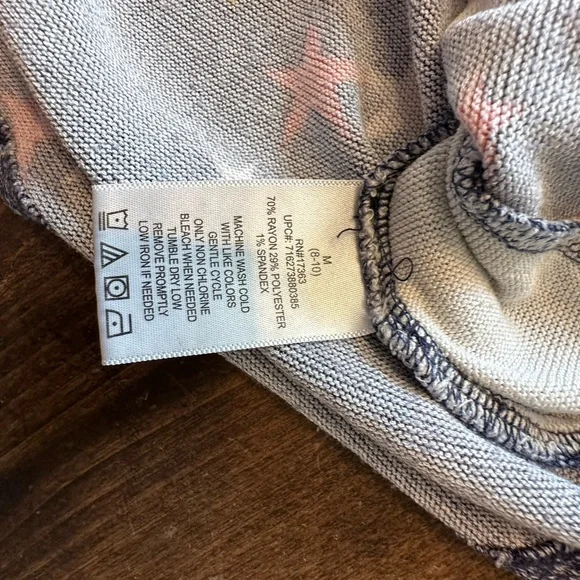 M
(8-10)
RN#17363
UPC#: 716273880385
70% RAYON 29% POLYESTER
1% SPANDEX
MACHINE WASH COLD
WITH LIKE COLORS
GENTLE CYCLE
ONLY NON CHLORINE
BLEACH WHEN NEEDED
TUMBLE DRY LOW
REMOVE PROMPTLY
LOW IRON IF NEEDED